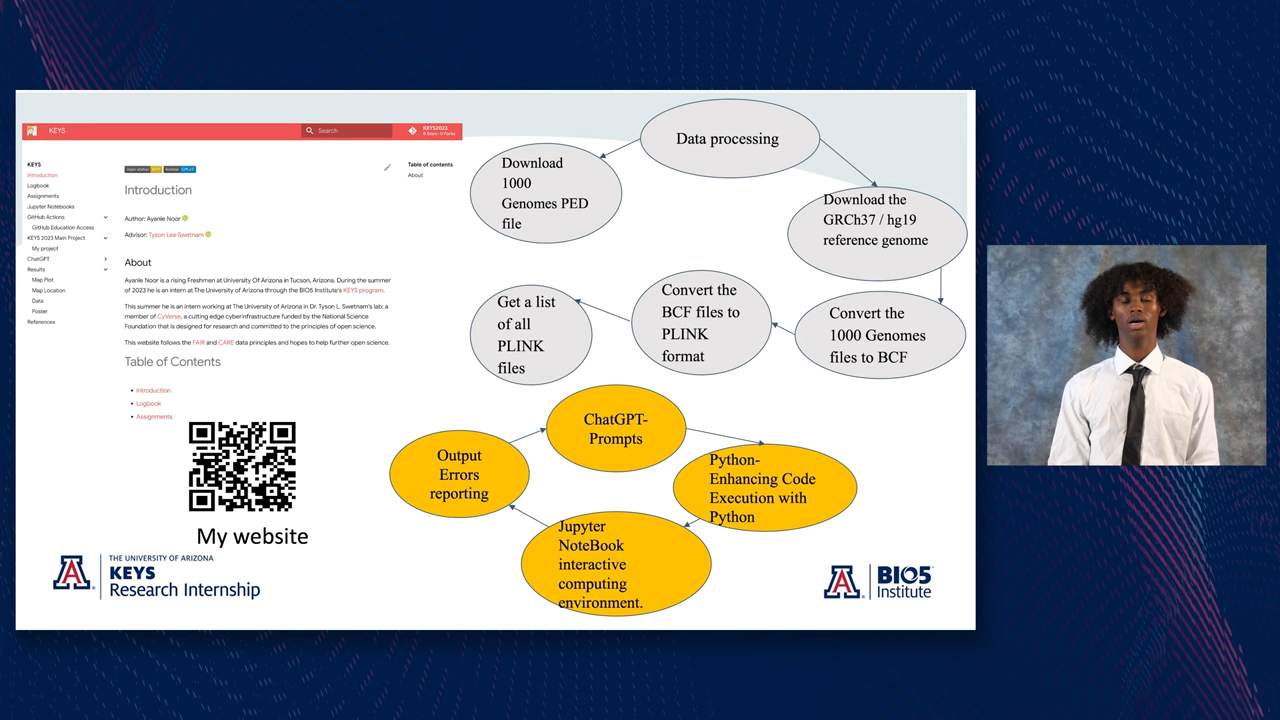 KEYS
Search
KEYS2023
0 Stars · 0 Forks
KEYS
Introduction
Logbook
Assignments
Jupyter Notebooks
GitHub Actions
GitHub Education Access
KEYS 2023 Main Project
My project
ChatGPT
Results
Map Plot
Map Location
Data
Poster
References
repo status WIP license GPLv3
Introduction
Author: Ayanle Noor
Advisor: Tyson Lee Swetnam
About
Ayanle Noor is a rising Freshmen at University Of Arizona in Tucson, Arizona. During the summer
of 2023 he is an intern at The University of Arizona through the BIO5 Institute's KEYS program.
This summer he is an intern working at The University of Arizona in Dr. Tyson L. Swetnam's lab: a
member of CyVerse, a cutting edge cyberinfrastructure funded by the National Science
Foundation that is designed for research and committed to the principles of open science.
This website follows the FAIR and CARE data principles and hopes to help further open science.
Table of Contents
• Introduction
• Logbook
• Assignments
Table of contents
About
My website
Data processing
Download
1000
Genomes PED
file
Download the
GRCh37 / hg19
reference genome
Convert the
1000 Genomes
files to BCF
Convert the
BCF files to
PLINK
format
Get a list
of all
PLINK
files
ChatGPT-
Prompts
Python-
Enhancing Code
Execution with
Python
Jupyter
NoteBook
interactive
computing
environment.
Output
Errors
reporting
A
THE UNIVERSITY OF ARIZONA
KEYS
Research Internship
A
BIO5
Institute